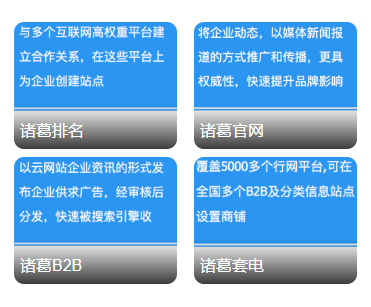 与多个互联网高权重平台建
立合作关系，在这些平台上
为企业创建站点
诸葛排名
将企业动态，以媒体新闻报
道的方式推广和传播，更具
权威性，快速提升品牌影响
诸葛官网
以云网站企业资讯的形式发
布企业供求广告，经审核后
分发，快速被搜索引擎收
诸葛B2B
覆盖5000多个行网平台,可在
全国多个B2B及分类信息站点
设置商铺
诸葛套电